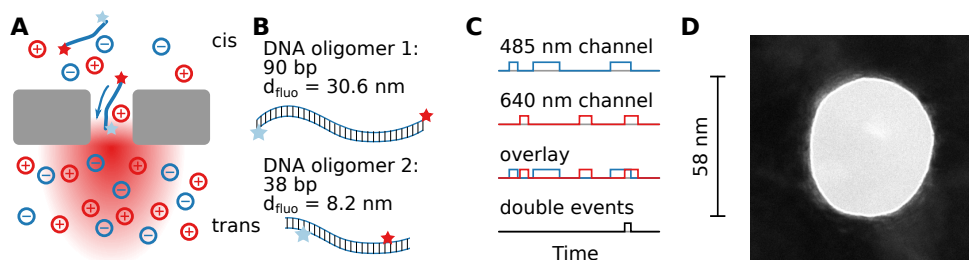 A
cis
trans
B
DNA oligomer 1:
90 bp
d_fluo = 30.6 nm
DNA oligomer 2:
38 bp
d_fluo = 8.2 nm
C
485 nm channel
640 nm channel
overlay
double events
Time
D
58 nm